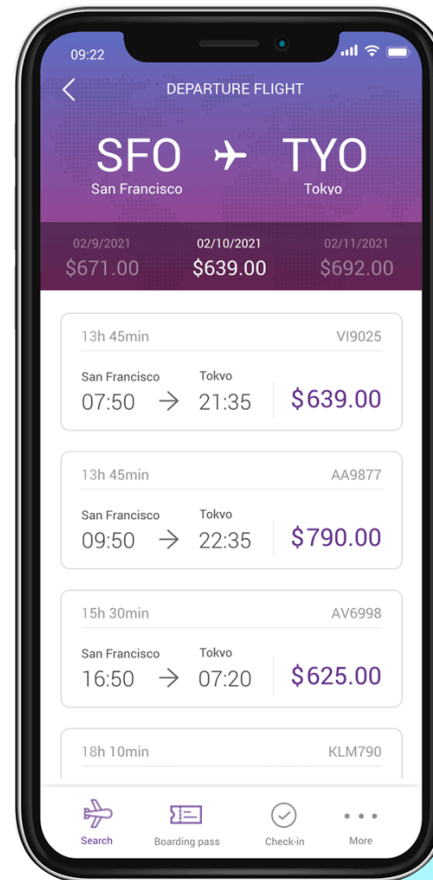 09:22
DEPARTURE FLIGHT
SFO TYO
San Francisco Tokyo
02/9/2021 02/10/2021 02/11/2021
$671.00 $639.00 $692.00
13h 45min VI9025
San Francisco Tokvo
07:50 → 21:35 $639.00
13h 45min AA9877
San Francisco Tokvo
09:50 → 22:35 $790.00
15h 30min AV6998
San Francisco Tokvo
16:50 → 07:20 $625.00
18h 10min KLM790
Search Boarding pass Check-in More